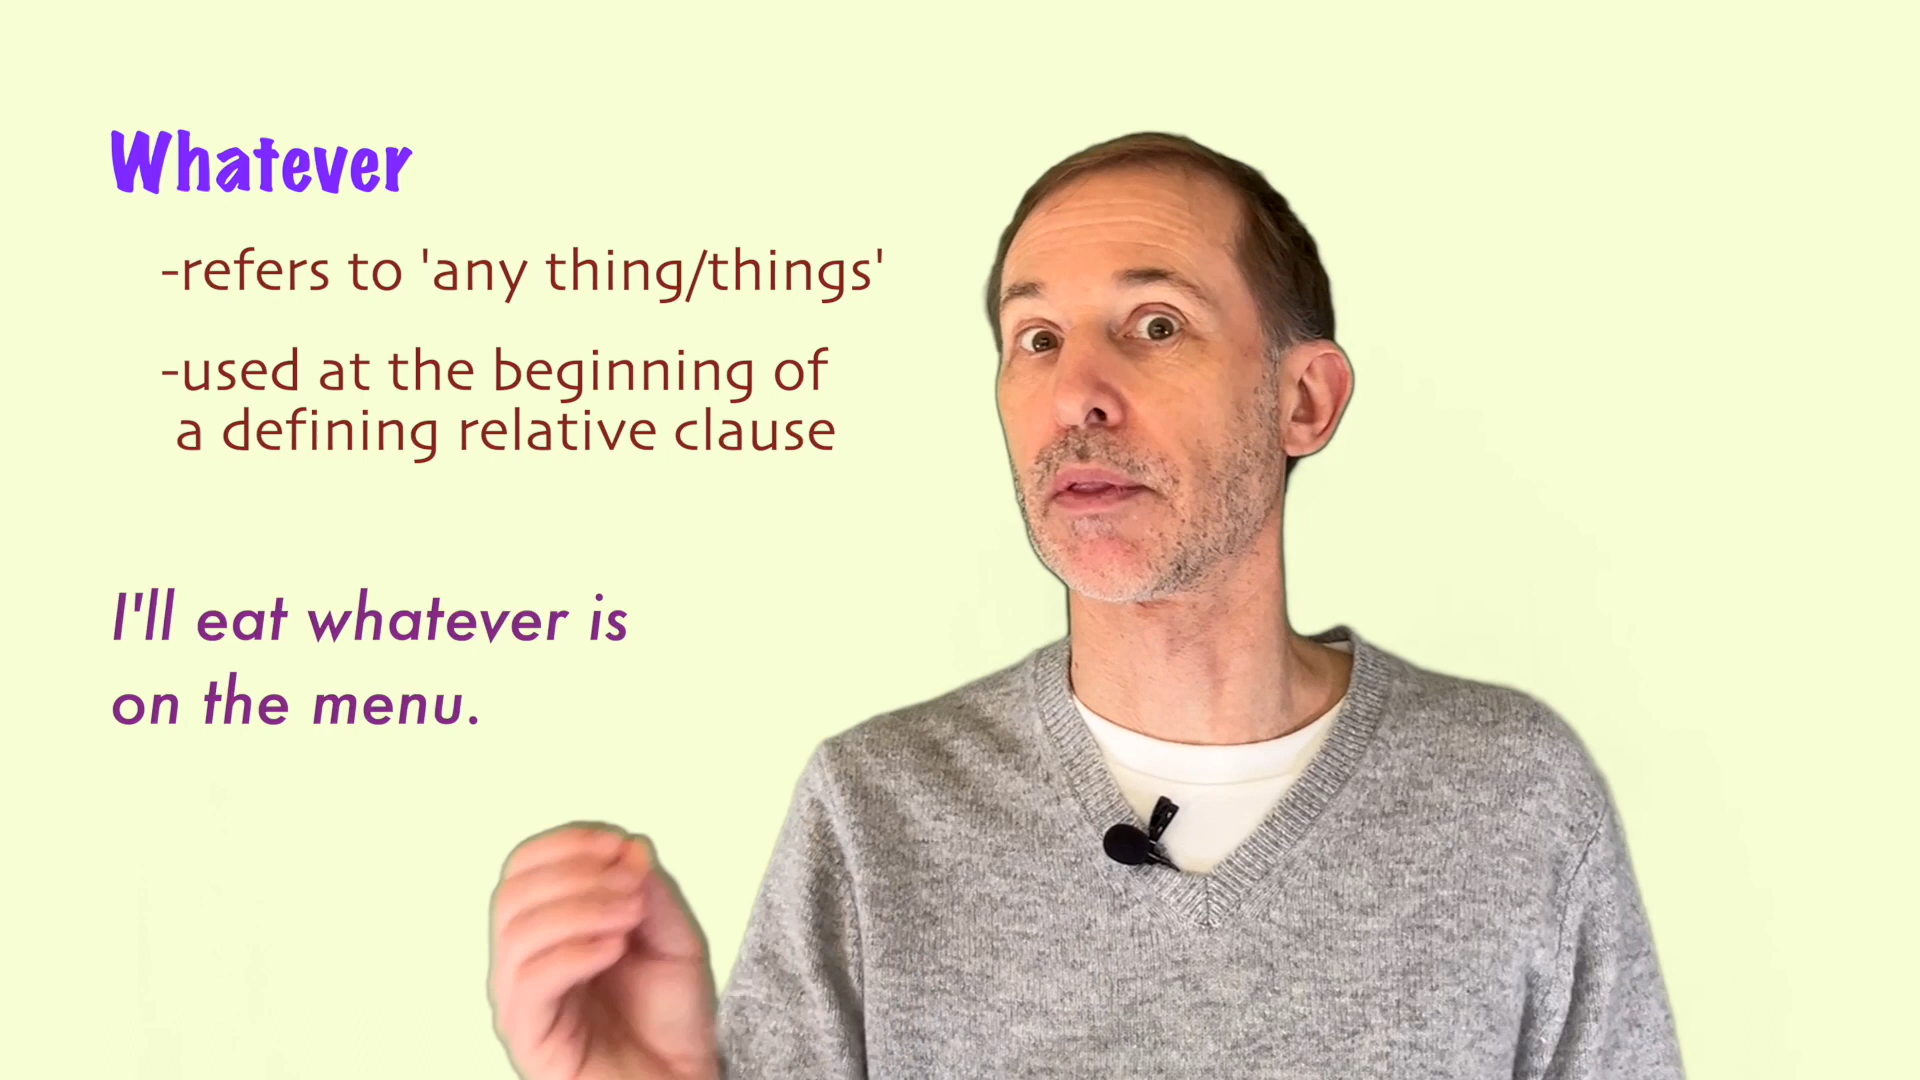 Whatever
-refers to 'any thing/things'
-used at the beginning of
a defining relative clause
I'll eat whatever is
on the menu.